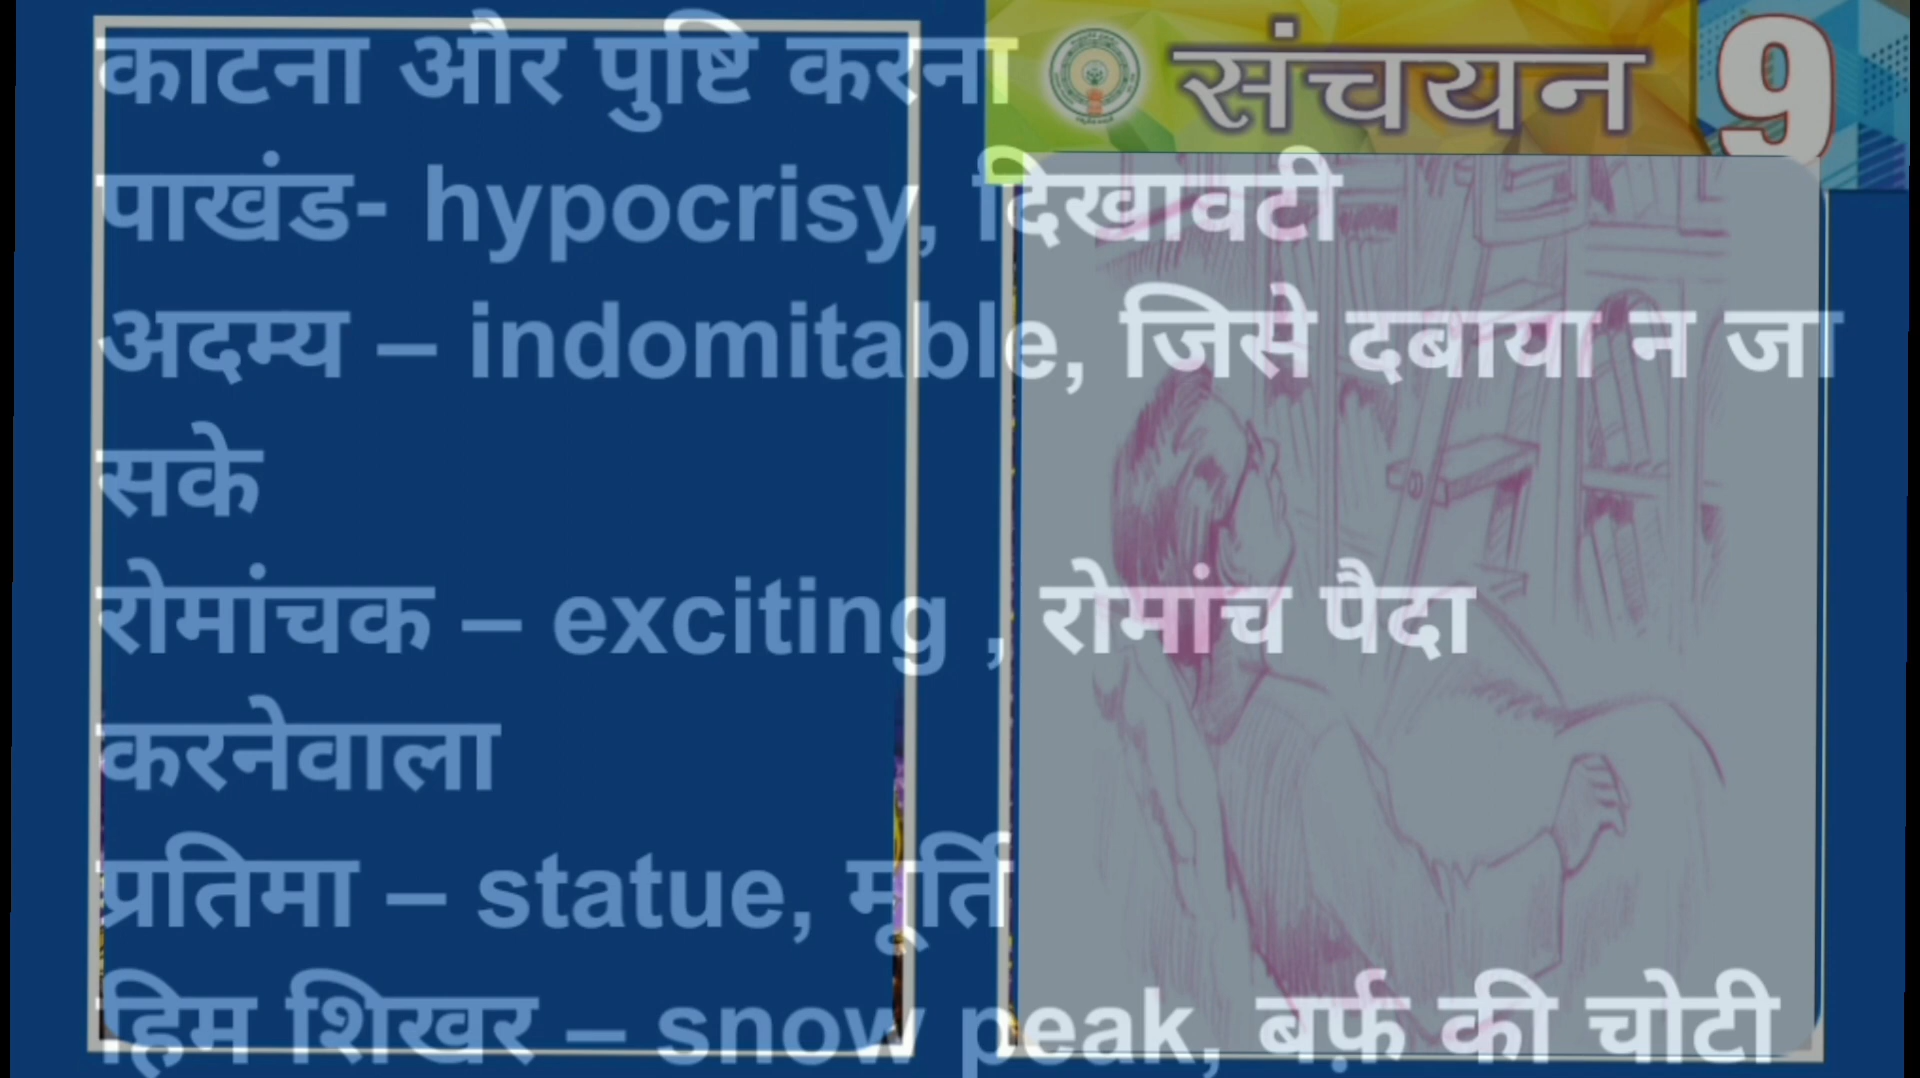 काटना और पुष्टि करना
संचयन 9
पाखंड- hypocrisy, दिखावटी
अदम्य – indomitable, जिसे दबाया न जा
सके
रोमांचक – exciting , रोमांच पैदा
करनेवाला
प्रतिमा – statue, मूर्ति
हिम शिखर – snow peak, बर्फ़ की चोटी